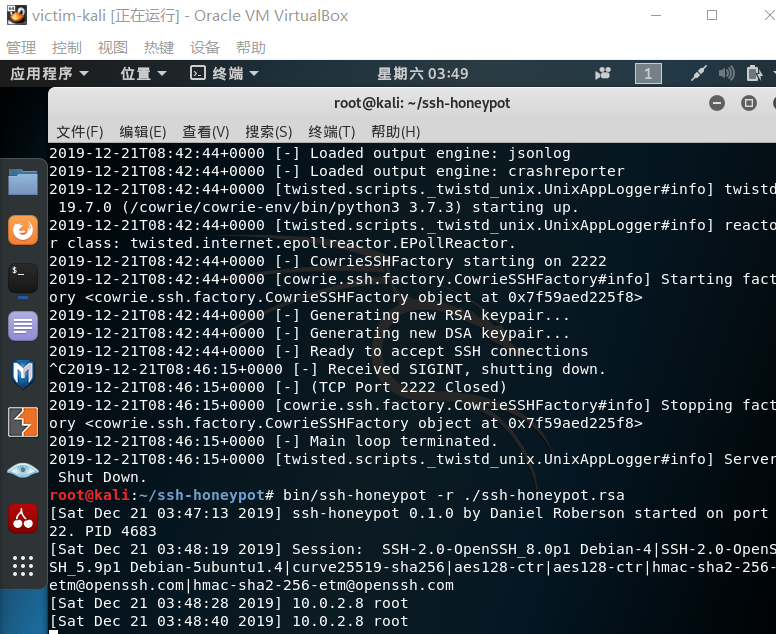 victim-kali [正在运行] - Oracle VM VirtualBox
管理 控制 视图 热键 设备 帮助
应用程序 位置 终端 星期六 03:49 1
root@kali: ~/ssh-honeypot
文件(F) 编辑(E) 查看(V) 搜索(S) 终端(T) 帮助(H)
2019-12-21T08:42:44+0000 [-] Loaded output engine: jsonlog
2019-12-21T08:42:44+0000 [-] Loaded output engine: crashreporter
2019-12-21T08:42:44+0000 [twisted.scripts._twistd_unix.UnixAppLogger#info] twistd
 19.7.0 (/cowrie/cowrie-env/bin/python3 3.7.3) starting up.
2019-12-21T08:42:44+0000 [twisted.scripts._twistd_unix.UnixAppLogger#info] reacto
r class: twisted.internet.epollreactor.EPollReactor.
2019-12-21T08:42:44+0000 [-] CowrieSSHFactory starting on 2222
2019-12-21T08:42:44+0000 [cowrie.ssh.factory.CowrieSSHFactory#info] Starting fact
ory <cowrie.ssh.factory.CowrieSSHFactory object at 0x7f59aed225f8>
2019-12-21T08:42:44+0000 [-] Generating new RSA keypair...
2019-12-21T08:42:44+0000 [-] Generating new DSA keypair...
2019-12-21T08:42:44+0000 [-] Ready to accept SSH connections
^C2019-12-21T08:46:15+0000 [-] Received SIGINT, shutting down.
2019-12-21T08:46:15+0000 [-] (TCP Port 2222 Closed)
2019-12-21T08:46:15+0000 [cowrie.ssh.factory.CowrieSSHFactory#info] Stopping fact
ory <cowrie.ssh.factory.CowrieSSHFactory object at 0x7f59aed225f8>
2019-12-21T08:46:15+0000 [-] Main loop terminated.
2019-12-21T08:46:15+0000 [twisted.scripts._twistd_unix.UnixAppLogger#info] Server
 Shut Down.
root@kali:~/ssh-honeypot# bin/ssh-honeypot -r ./ssh-honeypot.rsa
[Sat Dec 21 03:47:13 2019] ssh-honeypot 0.1.0 by Daniel Roberson started on port
22. PID 4683
[Sat Dec 21 03:48:19 2019] Session:  SSH-2.0-OpenSSH_8.0p1 Debian-4|SSH-2.0-OpenS
SH_5.9p1 Debian-5ubuntu1.4|curve25519-sha256|aes128-ctr|aes128-ctr|hmac-sha2-256-
etm@openssh.com|hmac-sha2-256-etm@openssh.com
[Sat Dec 21 03:48:28 2019] 10.0.2.8 root
[Sat Dec 21 03:48:40 2019] 10.0.2.8 root